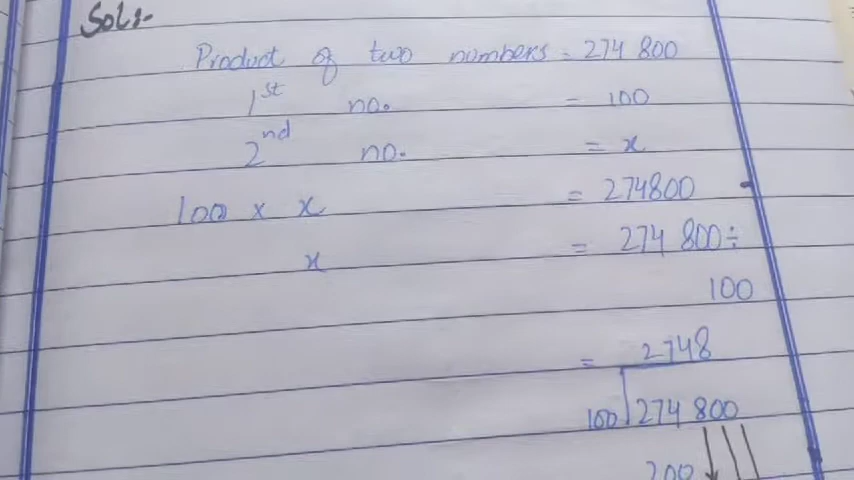 Sol:-
Product of two numbers = 274 800
1st no. = 100
2nd no. = x
100 x x = 274800
x = 274 800÷
100
= 2748
100 274 800
200